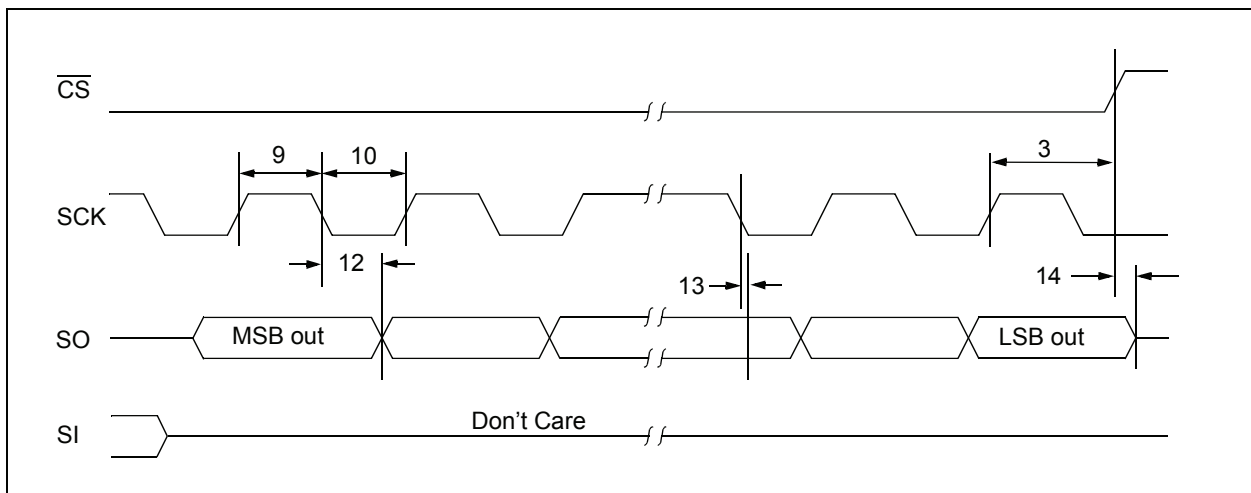 CS
3
9
10
SCK
12
13
14
SO
MSB out
LSB out
Don't Care
SI